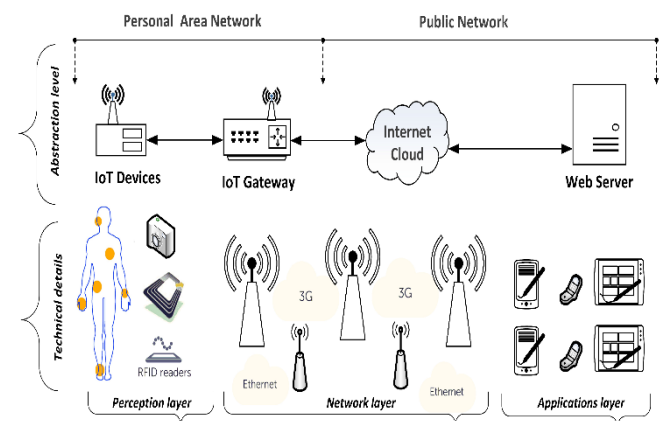 Personal Area Network
Public Network
Abstraction level
IoT Devices
IoT Gateway
Internet
Cloud
Web Server
Technical details
3G
3G
RFID readers
Ethernet
Ethernet
Perception layer
Network layer
Applications layer